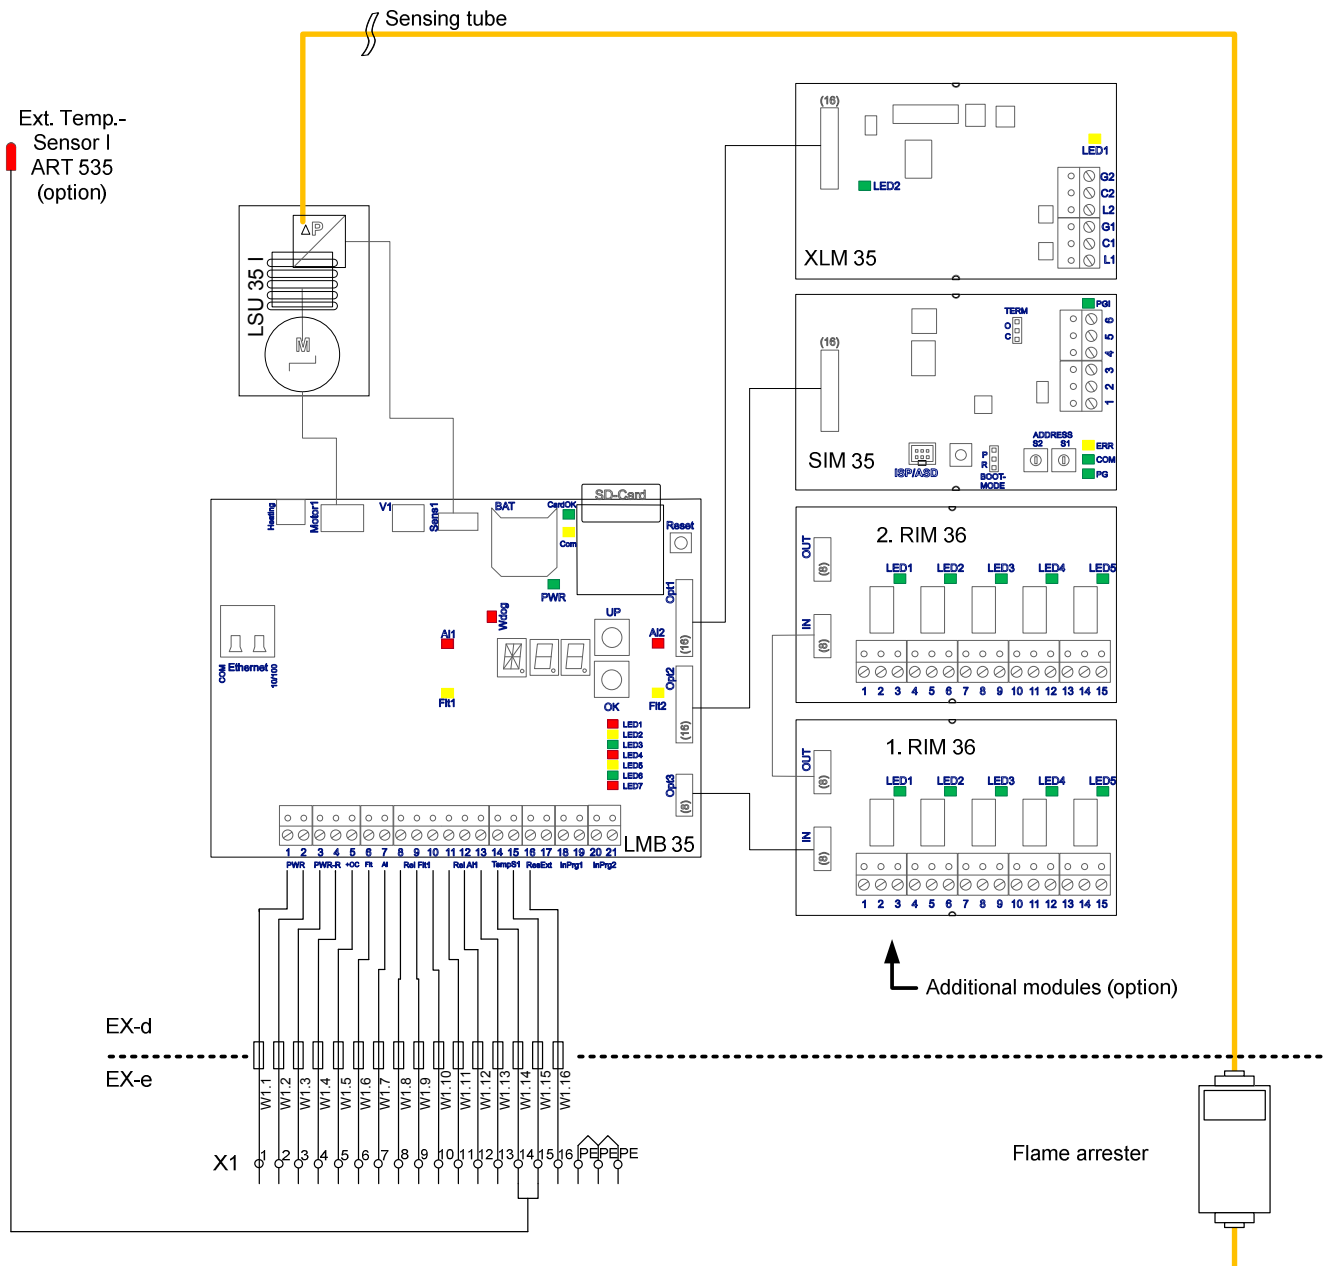 Sensing tube
Ext. Temp.-
Sensor I
ART 535
(option)
LSU 35 I
ΔP
M
(16)
LED1
LED2
G2
C2
L2
G1
C1
L1
XLM 35
PGI
TERM
O
C
6
5
4
3
2
1
(16)
SIM 35
ISP/ASD
P
R
BOOT-
MODE
ADDRESS
S2 S1
ERR
COM
PG
2. RIM 36
OUT
(8)
IN
(8)
LED1 LED2 LED3 LED4 LED5
1 2 3 4 5 6 7 8 9 10 11 12 13 14 15
1. RIM 36
OUT
(8)
IN
(8)
LED1 LED2 LED3 LED4 LED5
1 2 3 4 5 6 7 8 9 10 11 12 13 14 15
Additional modules (option)
Heating
Motor1
V1
Sens1
BAT
CardOK
Com
SD-Card
Reset
PWR
Wdog
UP
OK
Al1
Al2
Flt1
Flt2
Opt1
(16)
Opt2
(16)
Opt3
(8)
COM
Ethernet
10/100
LED1
LED2
LED3
LED4
LED5
LED6
LED7
LMB 35
1 2 3 4 5 6 7 8 9 10 11 12 13 14 15 16 17 18 19 20 21
PWR PWR-R +OC Flt Al Rel Flt1 Rel Al1 TempS1 ResExt InPrg1 InPrg2
EX-d
EX-e
W1.1 W1.2 W1.3 W1.4 W1.5 W1.6 W1.7 W1.8 W1.9 W1.10 W1.11 W1.12 W1.13 W1.14 W1.15 W1.16
X1 1 2 3 4 5 6 7 8 9 10 11 12 13 14 15 16 PE PE PE
Flame arrester